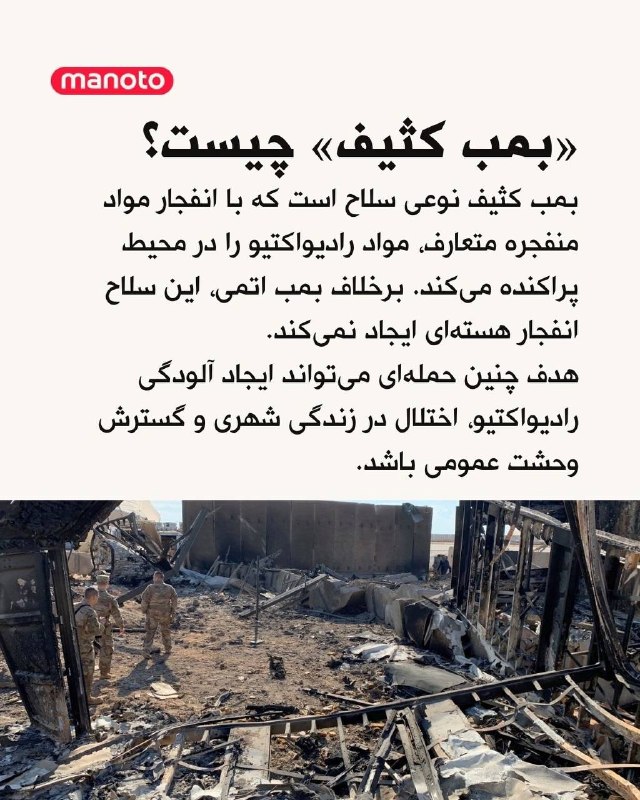 manoto
«بمب کثیف» چیست؟
بمب کثیف نوعی سلاح است که با انفجار مواد
منفجره متعارف، مواد رادیواکتیو را در محیط
پراکنده می‌کند. برخلاف بمب اتمی، این سلاح
انفجار هسته‌ای ایجاد نمی‌کند.
هدف چنین حمله‌ای می‌تواند ایجاد آلودگی
رادیواکتیو، اختلال در زندگی شهری و گسترش
وحشت عمومی باشد.